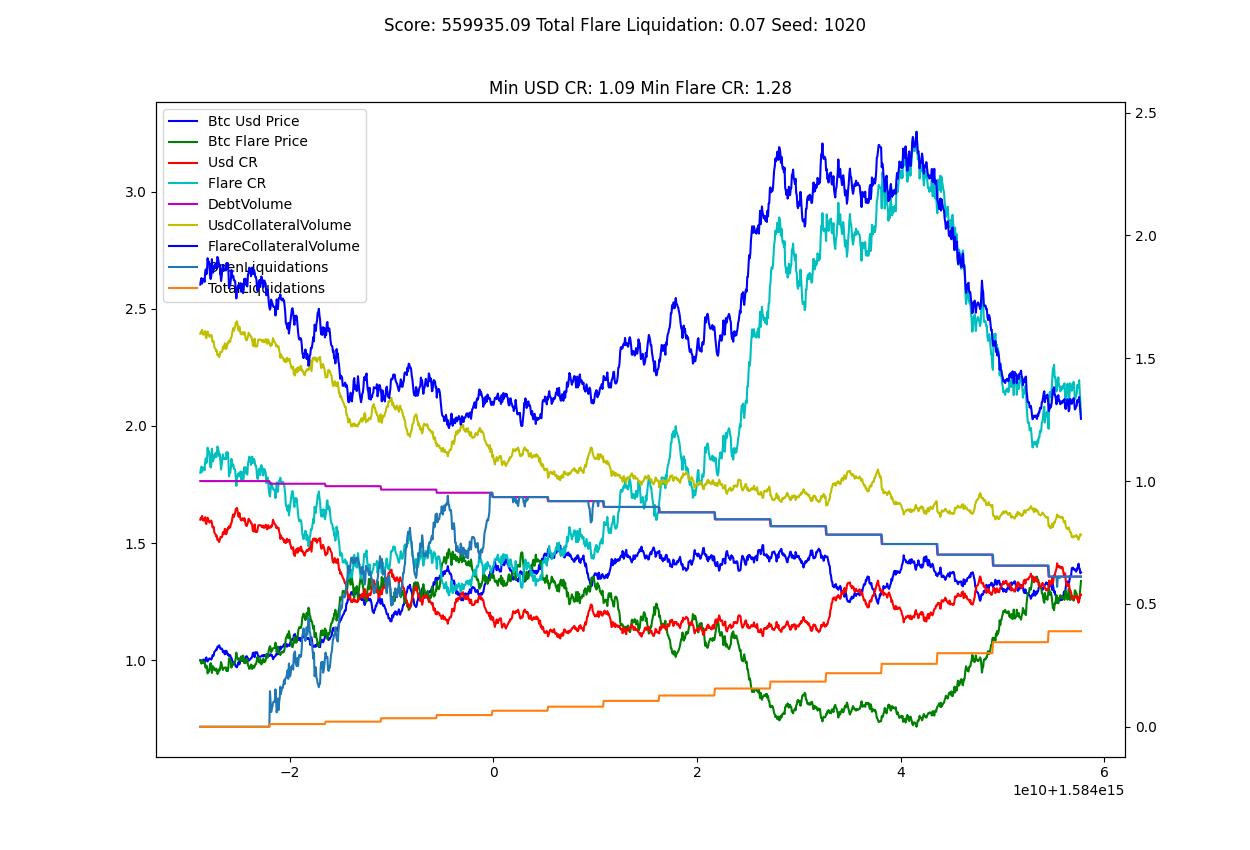 Score: 559935.09 Total Flare Liquidation: 0.07 Seed: 1020
Min USD CR: 1.09 Min Flare CR: 1.28
Btc Usd Price
Btc Flare Price
Usd CR
Flare CR
DebtVolume
UsdCollateralVolume
FlareCollateralVolume
OpenLiquidations
TotalLiquidations
3.0
2.5
2.0
1.5
1.0
2.5
2.0
1.5
1.0
0.5
0.0
−2
0
2
4
6
1e10+1.584e15